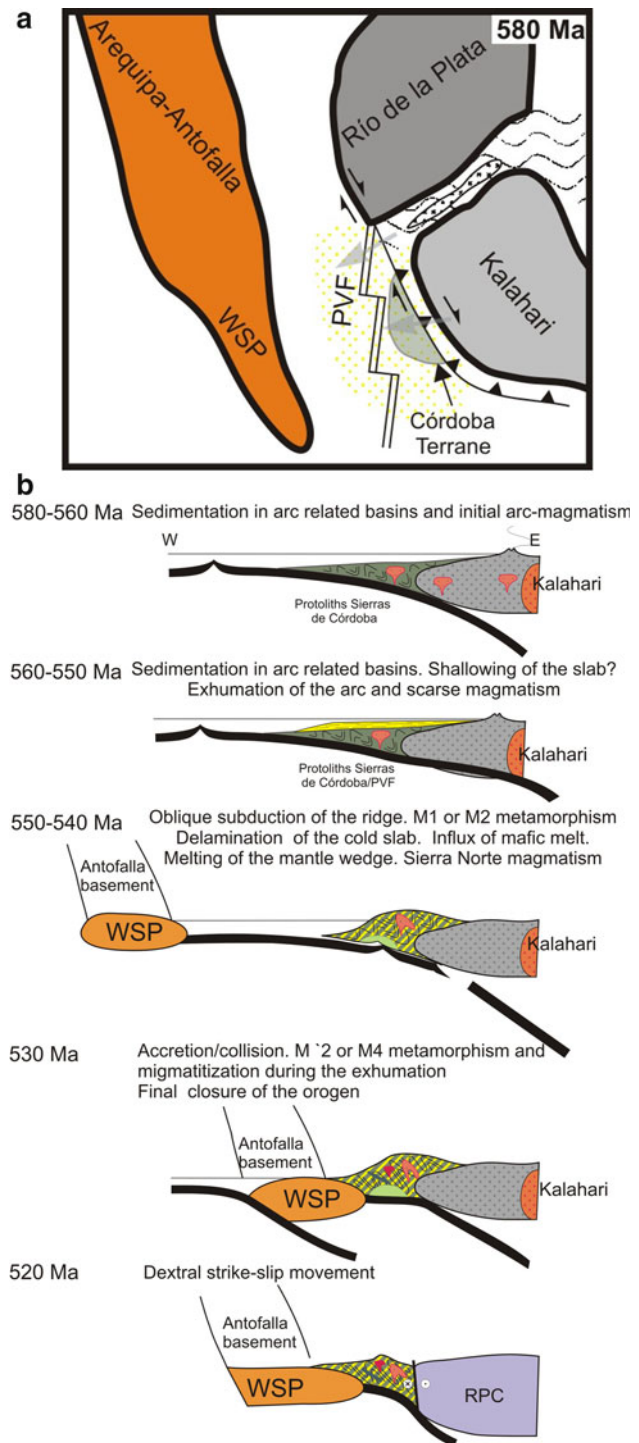 a
580 Ma
Arequipa-Antofalla
WSP
Río de la Plata
Kalahari
PVF
Córdoba
Terrane
b
580-560 Ma Sedimentation in arc related basins and initial arc-magmatism
W
E
Kalahari
Protoliths Sierras
de Córdoba
560-550 Ma Sedimentation in arc related basins. Shallowing of the slab?
Exhumation of the arc and scarse magmatism
Kalahari
Protoliths Sierras
de Córdoba/PVF
550-540 Ma Oblique subduction of the ridge. M1 or M2 metamorphism
Delamination of the cold slab. Influx of mafic melt.
Melting of the mantle wedge. Sierra Norte magmatism
Antofalla
basement
WSP
Kalahari
530 Ma Accretion/collision. M `2 or M4 metamorphism and
migmatitization during the exhumation
Final closure of the orogen
Antofalla
basement
WSP
Kalahari
520 Ma Dextral strike-slip movement
Antofalla
basement
WSP
RPC